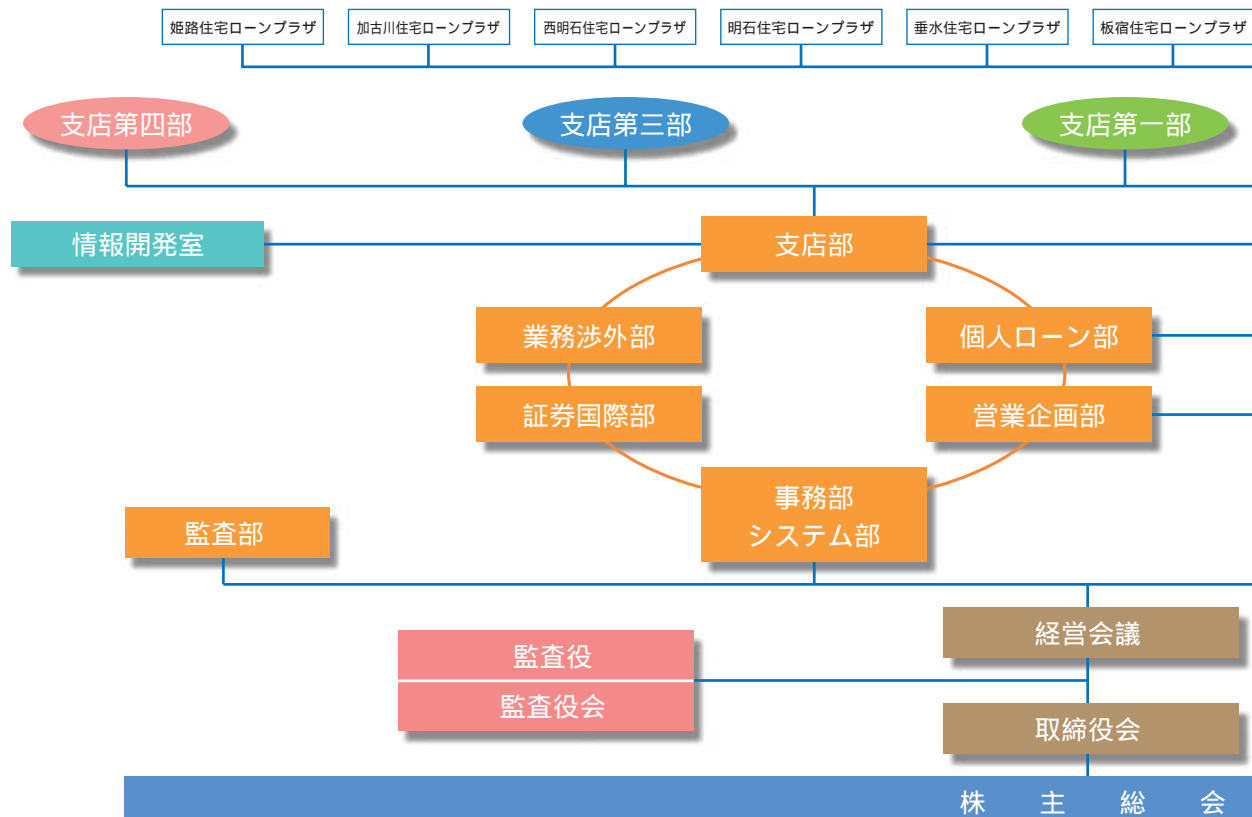 姫路住宅ローンプラザ
加古川住宅ローンプラザ
西明石住宅ローンプラザ
明石住宅ローンプラザ
垂水住宅ローンプラザ
板宿住宅ローンプラザ
支店第四部
支店第三部
支店第一部
情報開発室
支店部
業務渉外部
個人ローン部
証券国際部
営業企画部
事務部
システム部
監査部
経営会議
監査役
監査役会
取締役会
株主総会